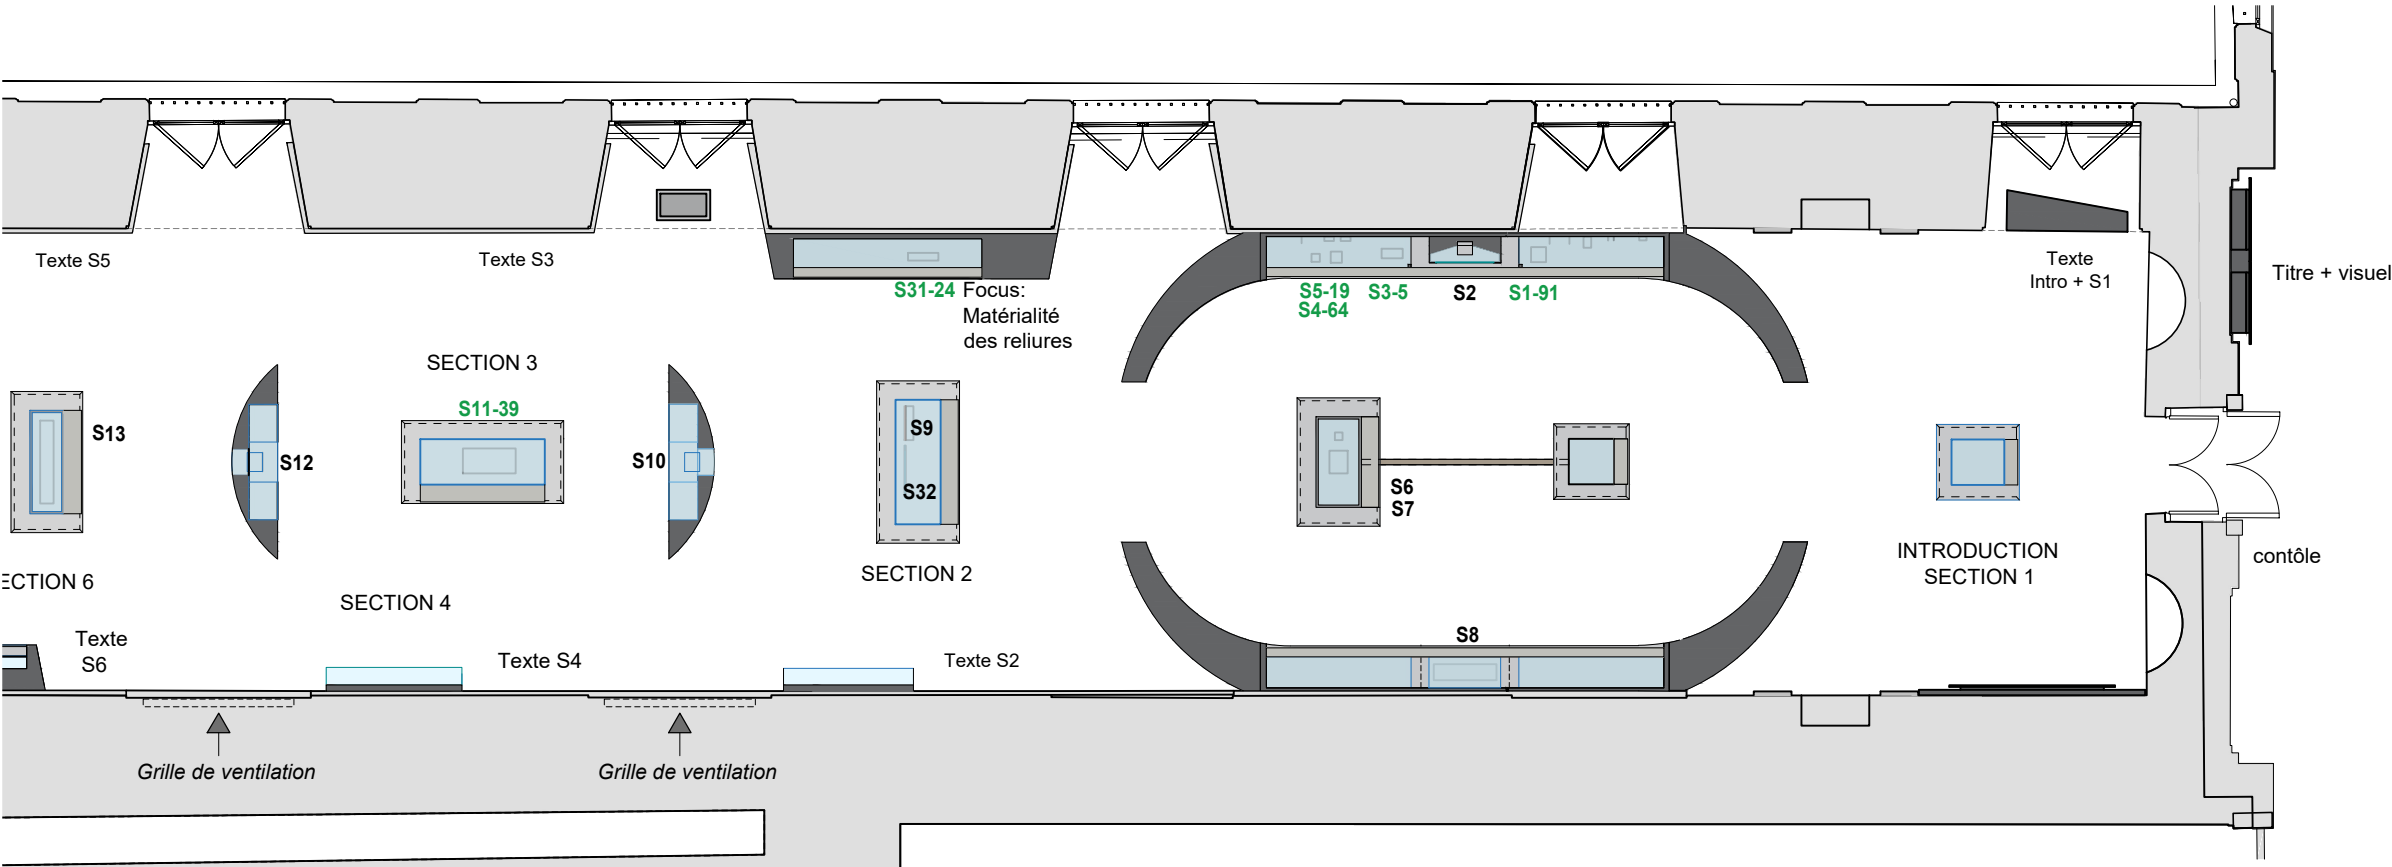 Texte S5
Texte S3
S31-24
Focus:
Matérialité
des reliures
S5-19
S4-64
S3-5
S2
S1-91
Texte
Intro + S1
Titre + visuel
SECTION 3
S11-39
S13
S12
S10
S9
S32
S6
S7
SECTION 2
INTRODUCTION
SECTION 1
contôle
ECTION 6
SECTION 4
Texte
S6
Texte S4
Texte S2
S8
Grille de ventilation
Grille de ventilation